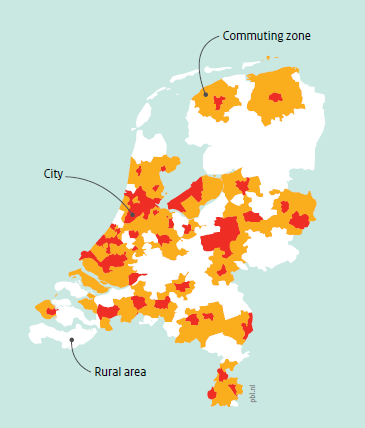 Commuting zone
City
Rural area
pbl.nl